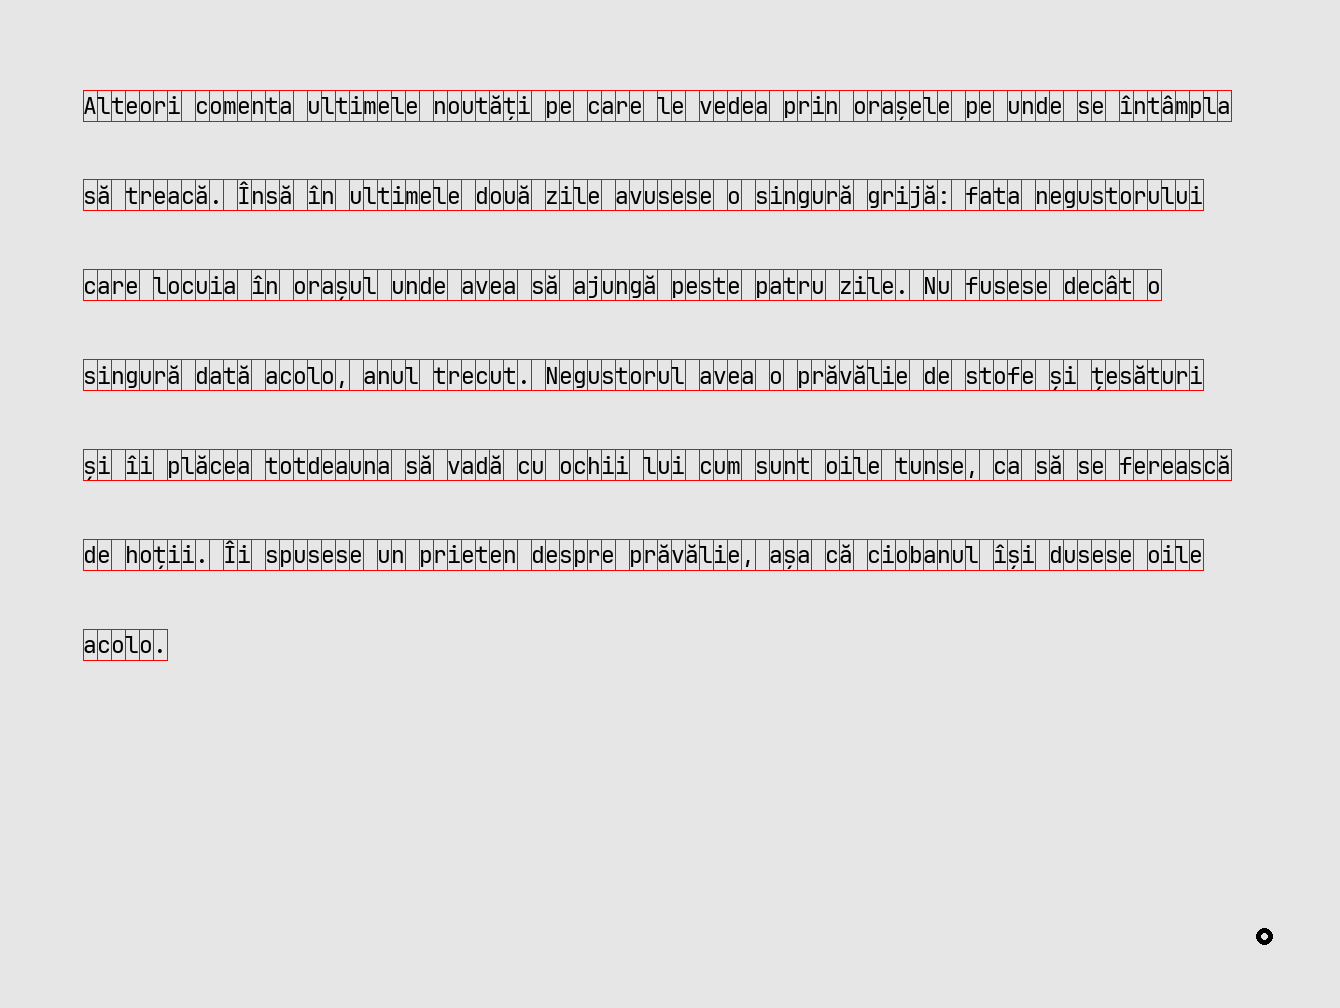 Alteori comenta ultimele noutăți pe care le vedea prin orașele pe unde se întâmpla
să treacă. Însă în ultimele două zile avusese o singură grijă: fata negustorului
care locuia în orașul unde avea să ajungă peste patru zile. Nu fusese decât o
singură dată acolo, anul trecut. Negustorul avea o prăvălie de stofe și țesături
și îi plăcea totdeauna să vadă cu ochii lui cum sunt oile tunse, ca să se ferească
de hoții. Îi spusese un prieten despre prăvălie, așa că ciobanul își dusese oile
acolo.